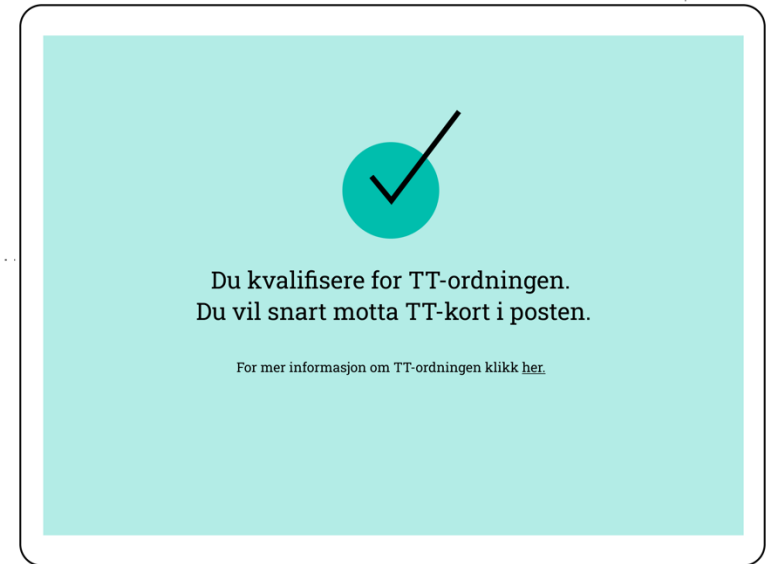 Du kvalifisere for TT-ordningen.
Du vil snart motta TT-kort i posten.
For mer informasjon om TT-ordningen klikk her.